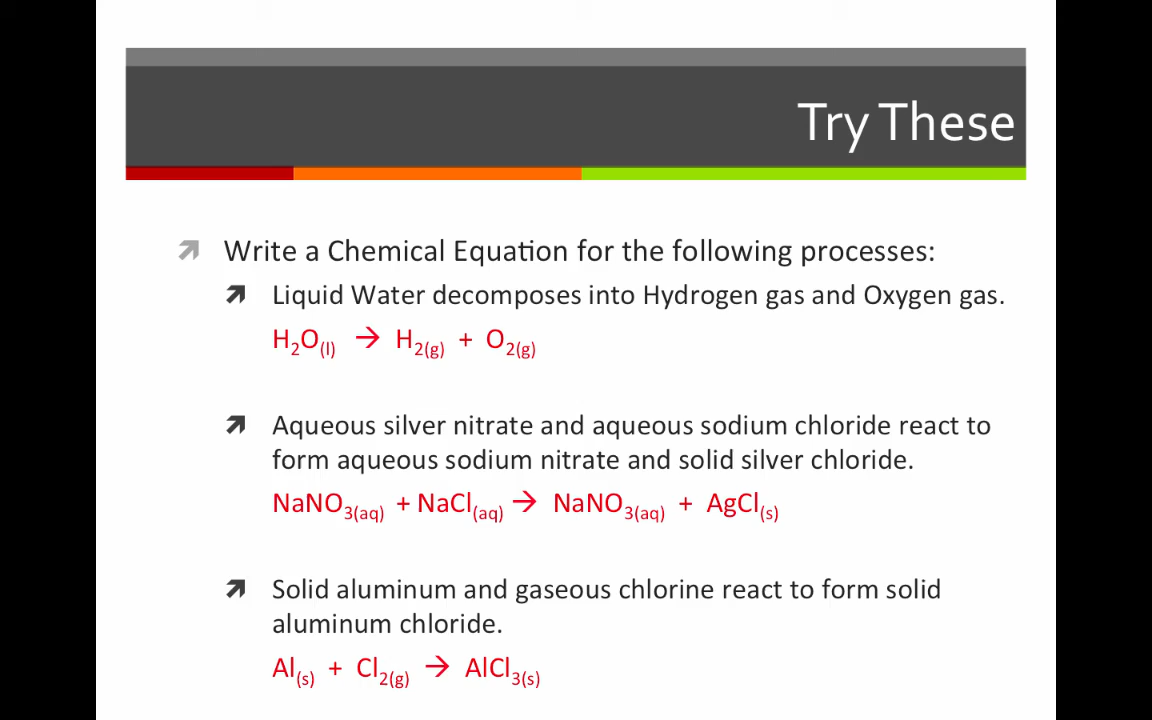 Try These
Write a Chemical Equation for the following processes:
Liquid Water decomposes into Hydrogen gas and Oxygen gas.
H₂O₍ₗ₎ → H₂(g) + O₂(g)
Aqueous silver nitrate and aqueous sodium chloride react to
form aqueous sodium nitrate and solid silver chloride.
NaNO₃(aq) + NaCl(aq) → NaNO₃(aq) + AgCl(s)
Solid aluminum and gaseous chlorine react to form solid
aluminum chloride.
Al(s) + Cl₂(g) → AlCl₃(s)